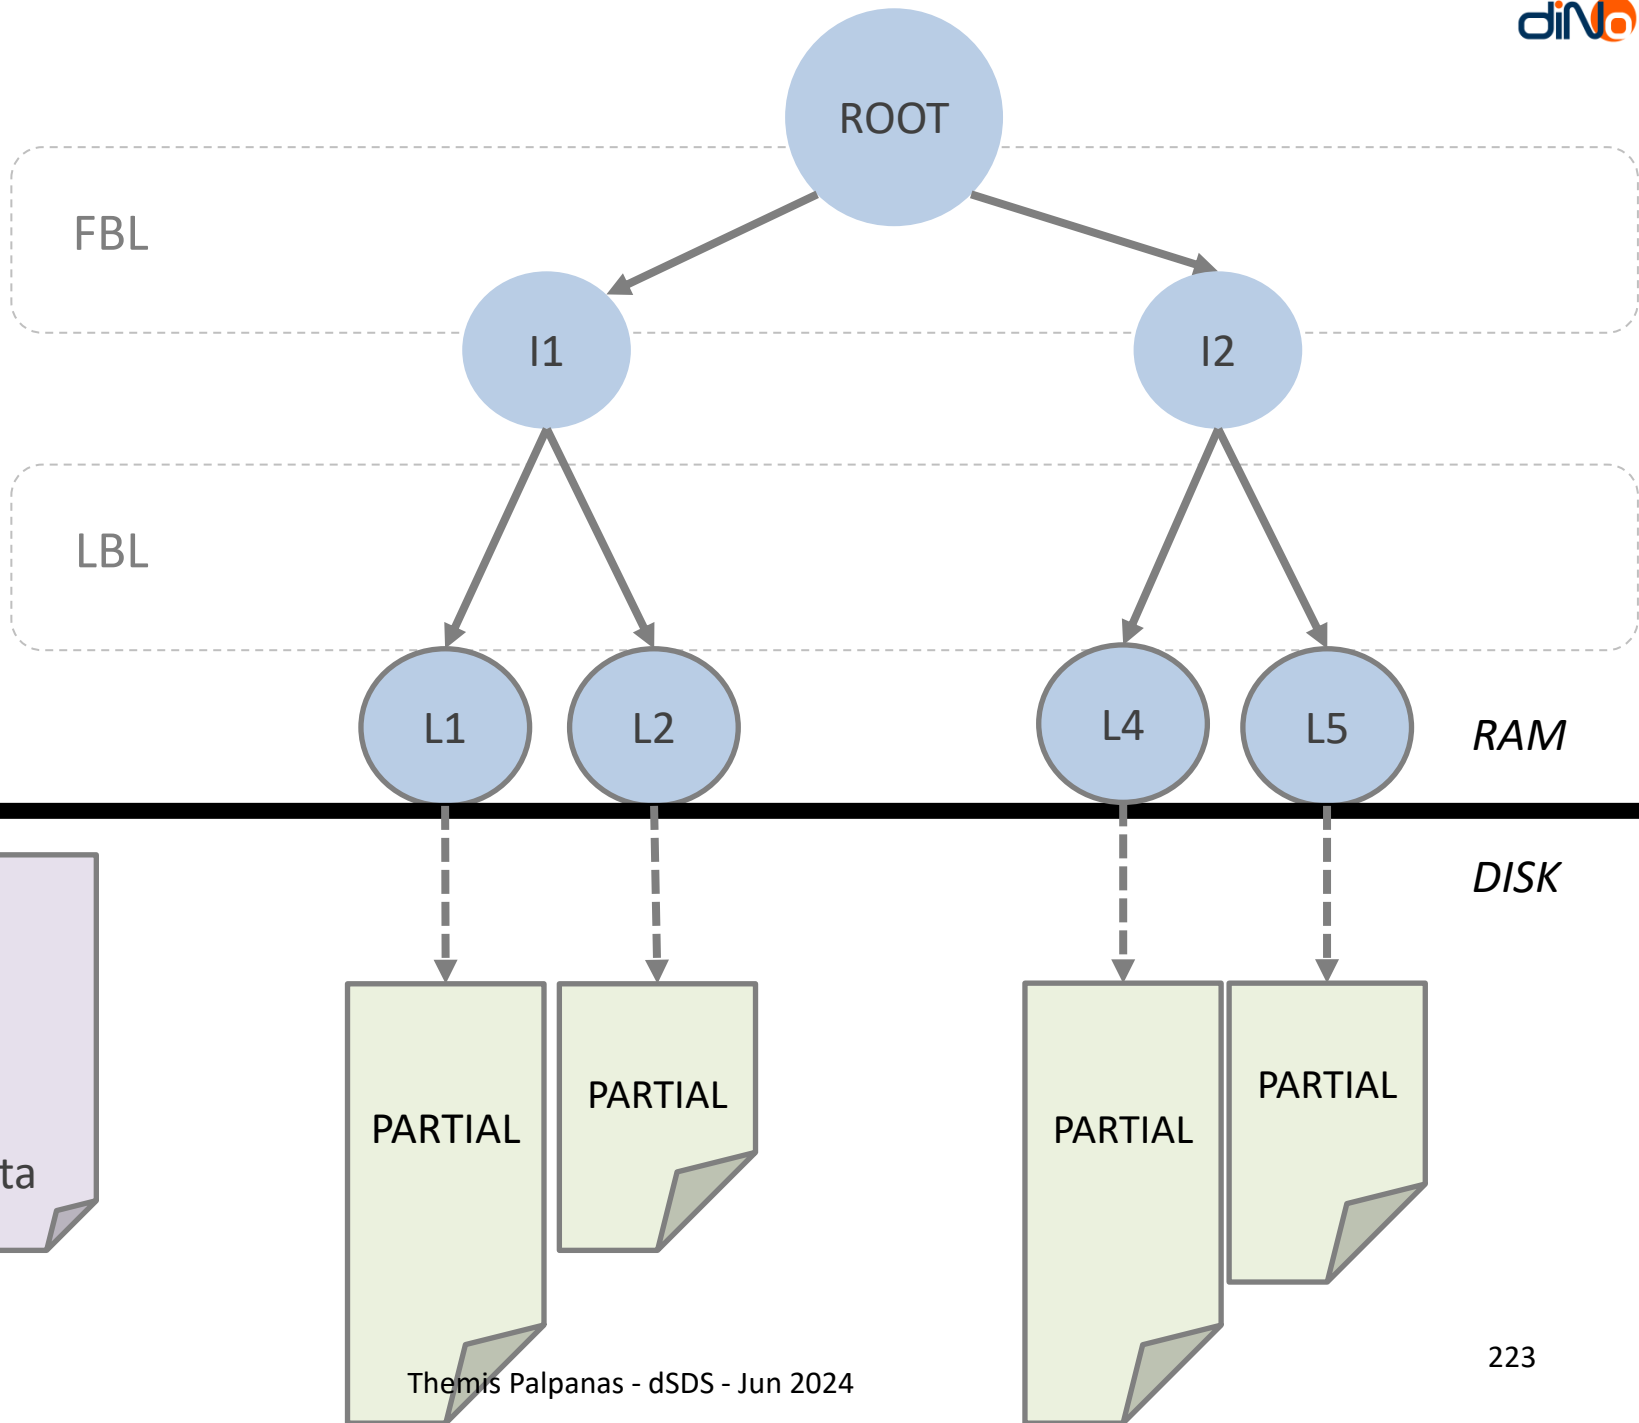 diNo
ROOT
FBL
I1
I2
LBL
L1
L2
L4
L5
RAM
DISK
PARTIAL
PARTIAL
PARTIAL
PARTIAL
ta
Themis Palpanas - dSDS - Jun 2024
223